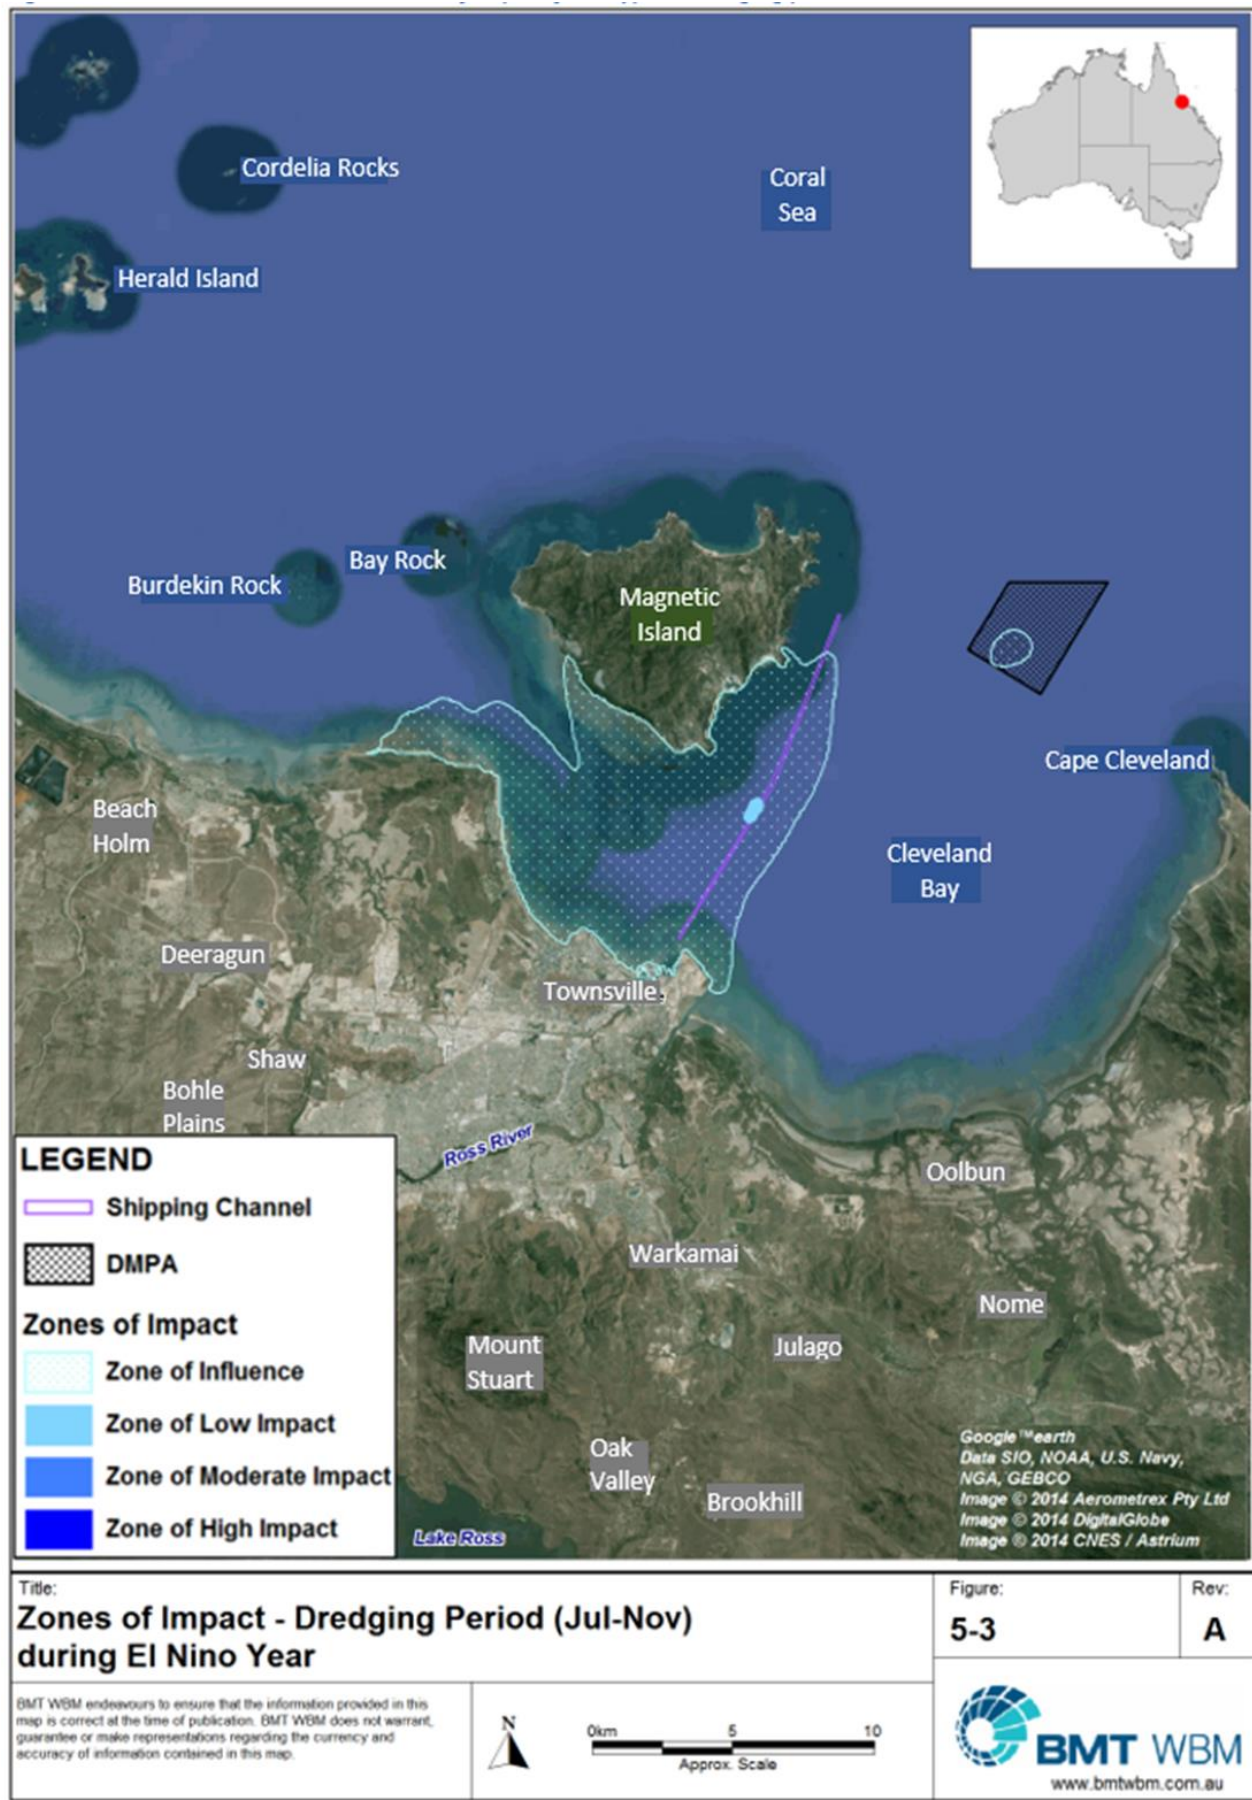 Cordelia Rocks
Coral
Sea
Herald Island
Bay Rock
Burdekin Rock
Magnetic
Island
Cape Cleveland
Beach
Holm
Cleveland
Bay
Deeragun
Townsville
Shaw
Bohle
Plains
Ross River
Oolbun
Warkamai
Nome
Mount
Stuart
Julago
Oak
Valley
Brookhill
Lake Ross
LEGEND
Shipping Channel
DMPA
Zones of Impact
Zone of Influence
Zone of Low Impact
Zone of Moderate Impact
Zone of High Impact
Google™earth
Data SIO, NOAA, U.S. Navy,
NGA, GEBCO
Image © 2014 Aerometrex Pty Ltd
Image © 2014 DigitalGlobe
Image © 2014 CNES / Astrium
Title:
Zones of Impact - Dredging Period (Jul-Nov)
during El Nino Year
Figure:
5-3
Rev:
A
BMT WBM endeavours to ensure that the information provided in this
map is correct at the time of publication. BMT WBM does not warrant,
guarantee or make representations regarding the currency and
accuracy of information contained in this map.
N
0km 5 10
Approx. Scale
BMT WBM
www.bmtwbm.com.au